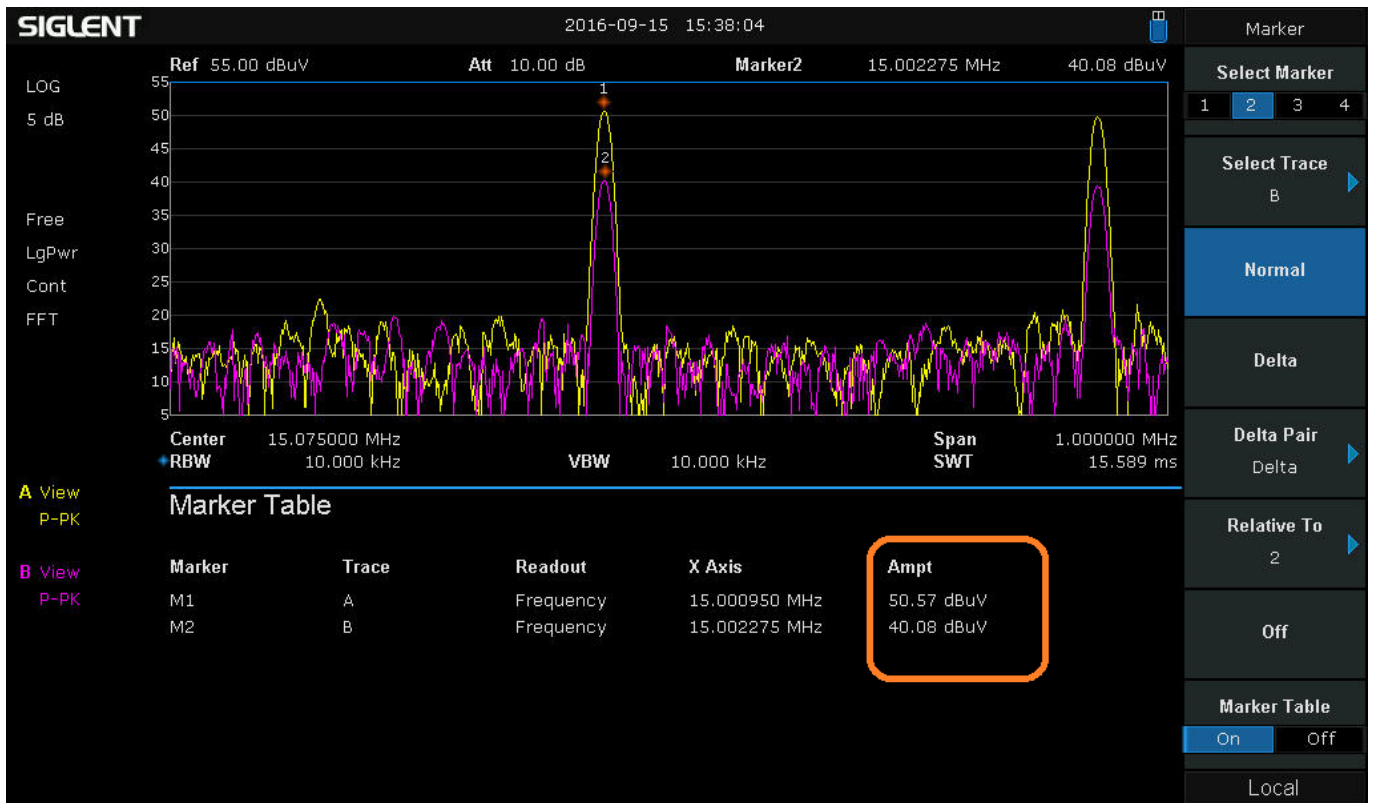 SIGLENT 2016-09-15 15:38:04
Ref 55.00 dBuV Att 10.00 dB Marker2 15.002275 MHz 40.08 dBuV
LOG
5 dB
Free
LgPwr
Cont
FFT
55
50
45
40
35
30
25
20
15
10
5
1
2
Center 15.075000 MHz Span 1.000000 MHz
RBW 10.000 kHz VBW 10.000 kHz SWT 15.589 ms
A View
P-PK
B View
P-PK
Marker Table
Marker Trace Readout X Axis Ampt
M1 A Frequency 15.000950 MHz 50.57 dBuV
M2 B Frequency 15.002275 MHz 40.08 dBuV
Marker
Select Marker
1 2 3 4
Select Trace
B
Normal
Delta
Delta Pair
Delta
Relative To
2
Off
Marker Table
On Off
Local